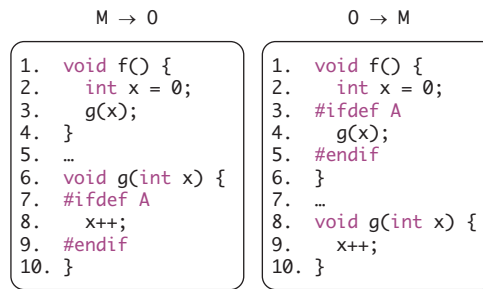 M → O
1. void f() {
2. int x = 0;
3. g(x);
4. }
5. …
6. void g(int x) {
7. #ifdef A
8. x++;
9. #endif
10. }
O → M
1. void f() {
2. int x = 0;
3. #ifdef A
4. g(x);
5. #endif
6. }
7. …
8. void g(int x) {
9. x++;
10. }